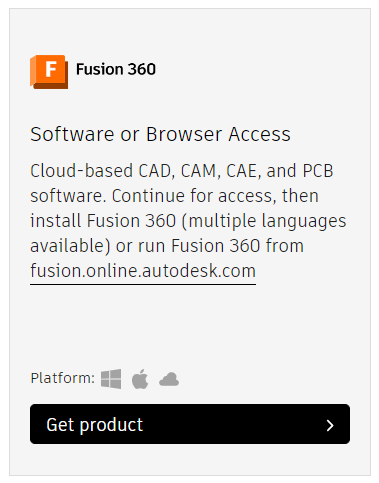 F Fusion 360
Software or Browser Access
Cloud-based CAD, CAM, CAE, and PCB
software. Continue for access, then
install Fusion 360 (multiple languages
available) or run Fusion 360 from
fusion.online.autodesk.com
Platform:
Get product